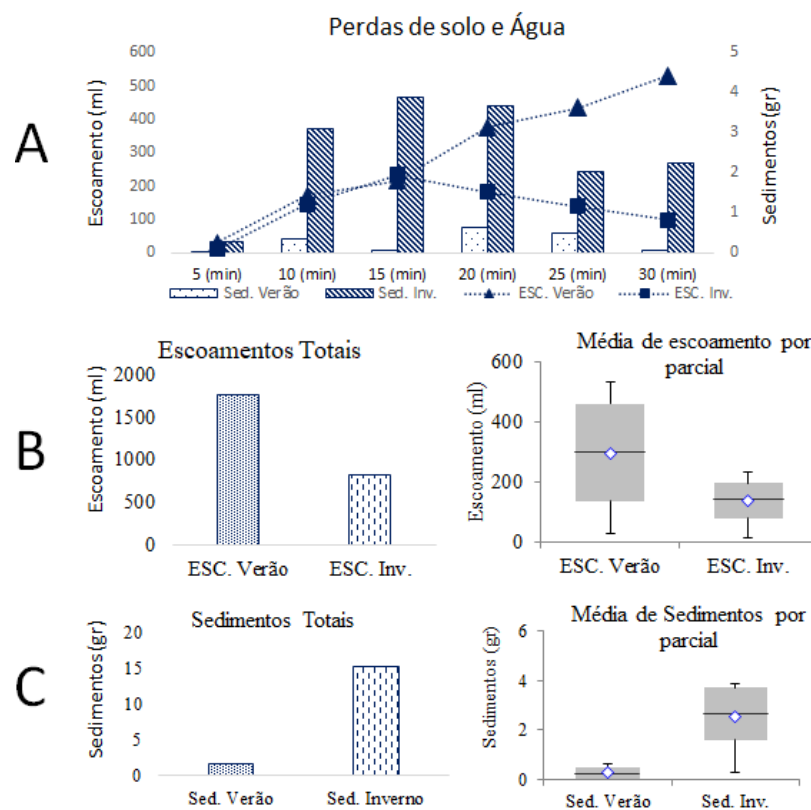 Perdas de solo e Água
A
Escoamento (ml)
600
500
400
300
200
100
0
5
4
3
2
1
0
Sedimentos (gr)
5 (min) 10 (min) 15 (min) 20 (min) 25 (min) 30 (min)
Sed. Verão Sed. Inv. ESC. Verão ESC. Inv.
B
Escoamentos Totais
Escoamento (ml)
2000
1500
1000
500
0
ESC. Verão ESC. Inv.
Média de escoamento por
parcial
Escoamento (ml)
600
400
200
0
ESC. Verão ESC. Inv.
C
Sedimentos Totais
Sedimentos (gr)
20
15
10
5
0
Sed. Verão Sed. Inverno
Média de Sedimentos por
parcial
Sedimentos (gr)
6
4
2
0
Sed. Verão Sed. Inv.